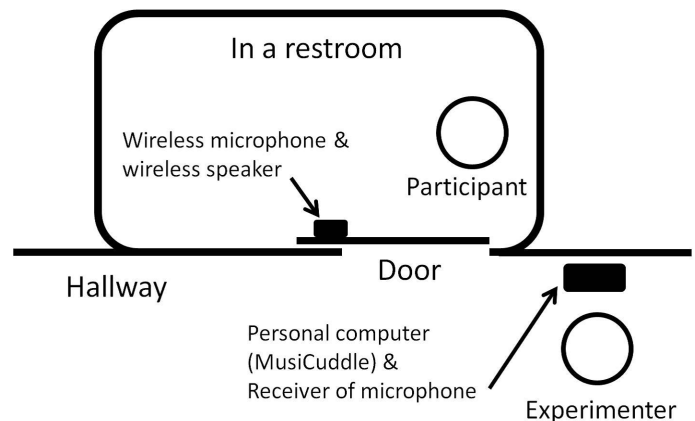 In a restroom
Wireless microphone &
wireless speaker
Participant
Door
Hallway
Personal computer
(MusiCuddle) &
Receiver of microphone
Experimenter